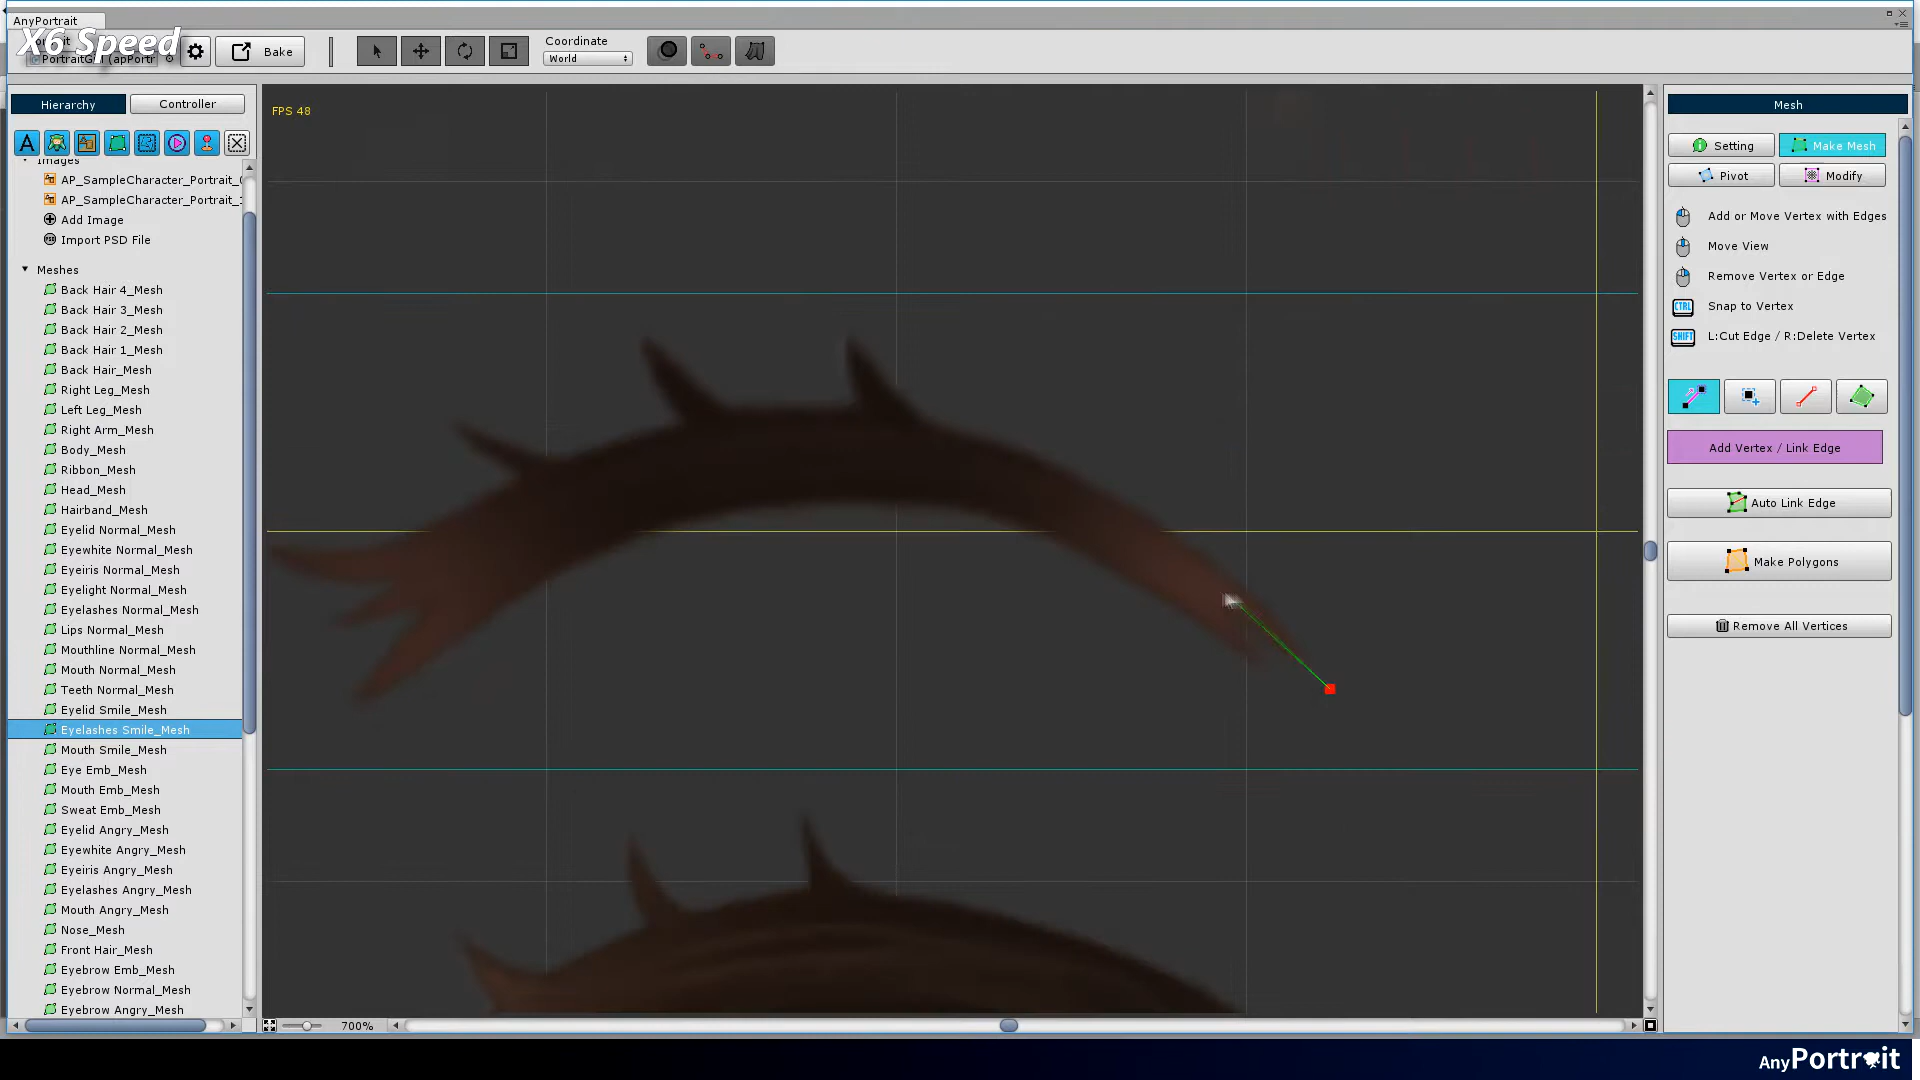 AnyPortrait
X6 Speed
PortraitGirl (apPortr
Bake
Coordinate
World
Hierarchy
Controller
FPS 48
Images
AP_SampleCharacter_Portrait_
AP_SampleCharacter_Portrait_
Add Image
Import PSD File
Meshes
Back Hair 4_Mesh
Back Hair 3_Mesh
Back Hair 2_Mesh
Back Hair 1_Mesh
Back Hair_Mesh
Right Leg_Mesh
Left Leg_Mesh
Right Arm_Mesh
Body_Mesh
Ribbon_Mesh
Head_Mesh
Hairband_Mesh
Eyelid Normal_Mesh
Eyewhite Normal_Mesh
Eyeiris Normal_Mesh
Eyelight Normal_Mesh
Eyelashes Normal_Mesh
Lips Normal_Mesh
Mouthline Normal_Mesh
Mouth Normal_Mesh
Teeth Normal_Mesh
Eyelid Smile_Mesh
Eyelashes Smile_Mesh
Mouth Smile_Mesh
Eye Emb_Mesh
Mouth Emb_Mesh
Sweat Emb_Mesh
Eyelid Angry_Mesh
Eyewhite Angry_Mesh
Eyeiris Angry_Mesh
Eyelashes Angry_Mesh
Mouth Angry_Mesh
Nose_Mesh
Front Hair_Mesh
Eyebrow Emb_Mesh
Eyebrow Normal_Mesh
Eyebrow Angry_Mesh
700%
Mesh
Setting
Make Mesh
Pivot
Modify
Add or Move Vertex with Edges
Move View
Remove Vertex or Edge
CTRL Snap to Vertex
SHIFT L:Cut Edge / R:Delete Vertex
Add Vertex / Link Edge
Auto Link Edge
Make Polygons
Remove All Vertices
AnyPortrait